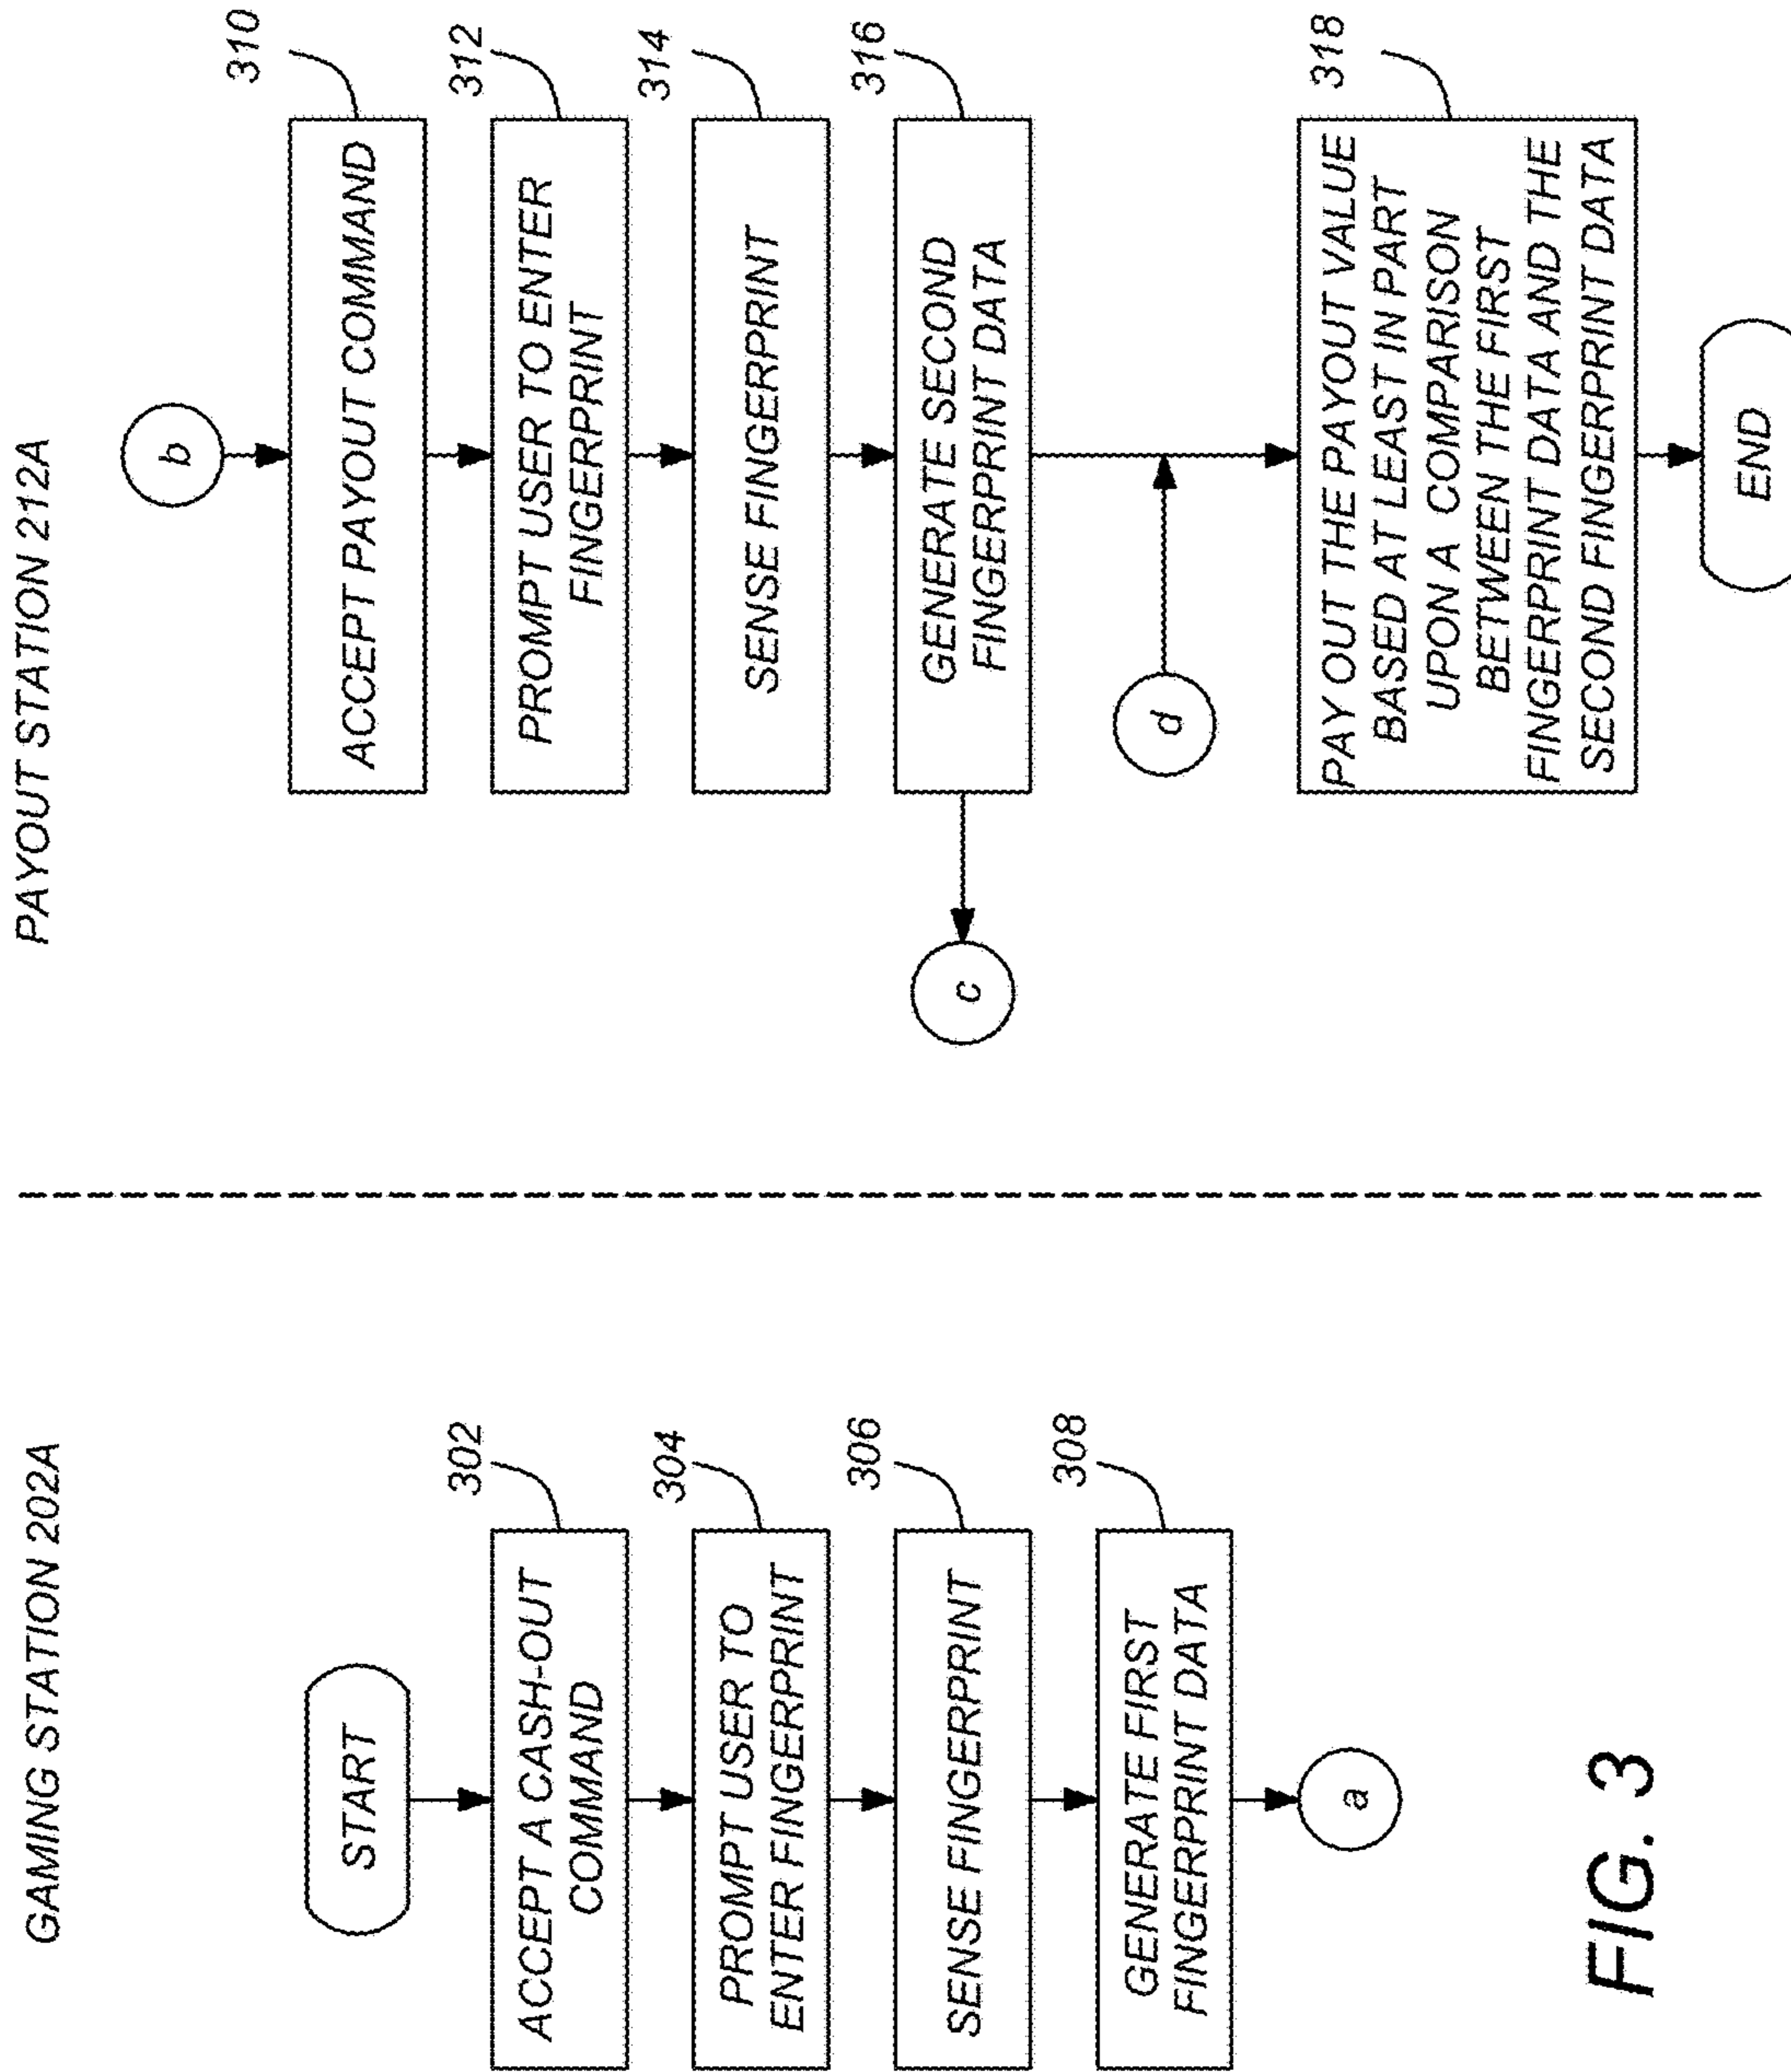 GAMING STATION 202A
START
302
ACCEPT A CASH-OUT
COMMAND
304
PROMPT USER TO
ENTER FINGERPRINT
306
SENSE FINGERPRINT
308
GENERATE FIRST
FINGERPRINT DATA
a
PAYOUT STATION 212A
b
310
ACCEPT PAYOUT COMMAND
312
PROMPT USER TO ENTER
FINGERPRINT
314
SENSE FINGERPRINT
316
GENERATE SECOND
FINGERPRINT DATA
c
d
318
PAY OUT THE PAYOUT VALUE
BASED AT LEAST IN PART
UPON A COMPARISON
BETWEEN THE FIRST
FINGERPRINT DATA AND THE
SECOND FINGERPRINT DATA
END
FIG. 3